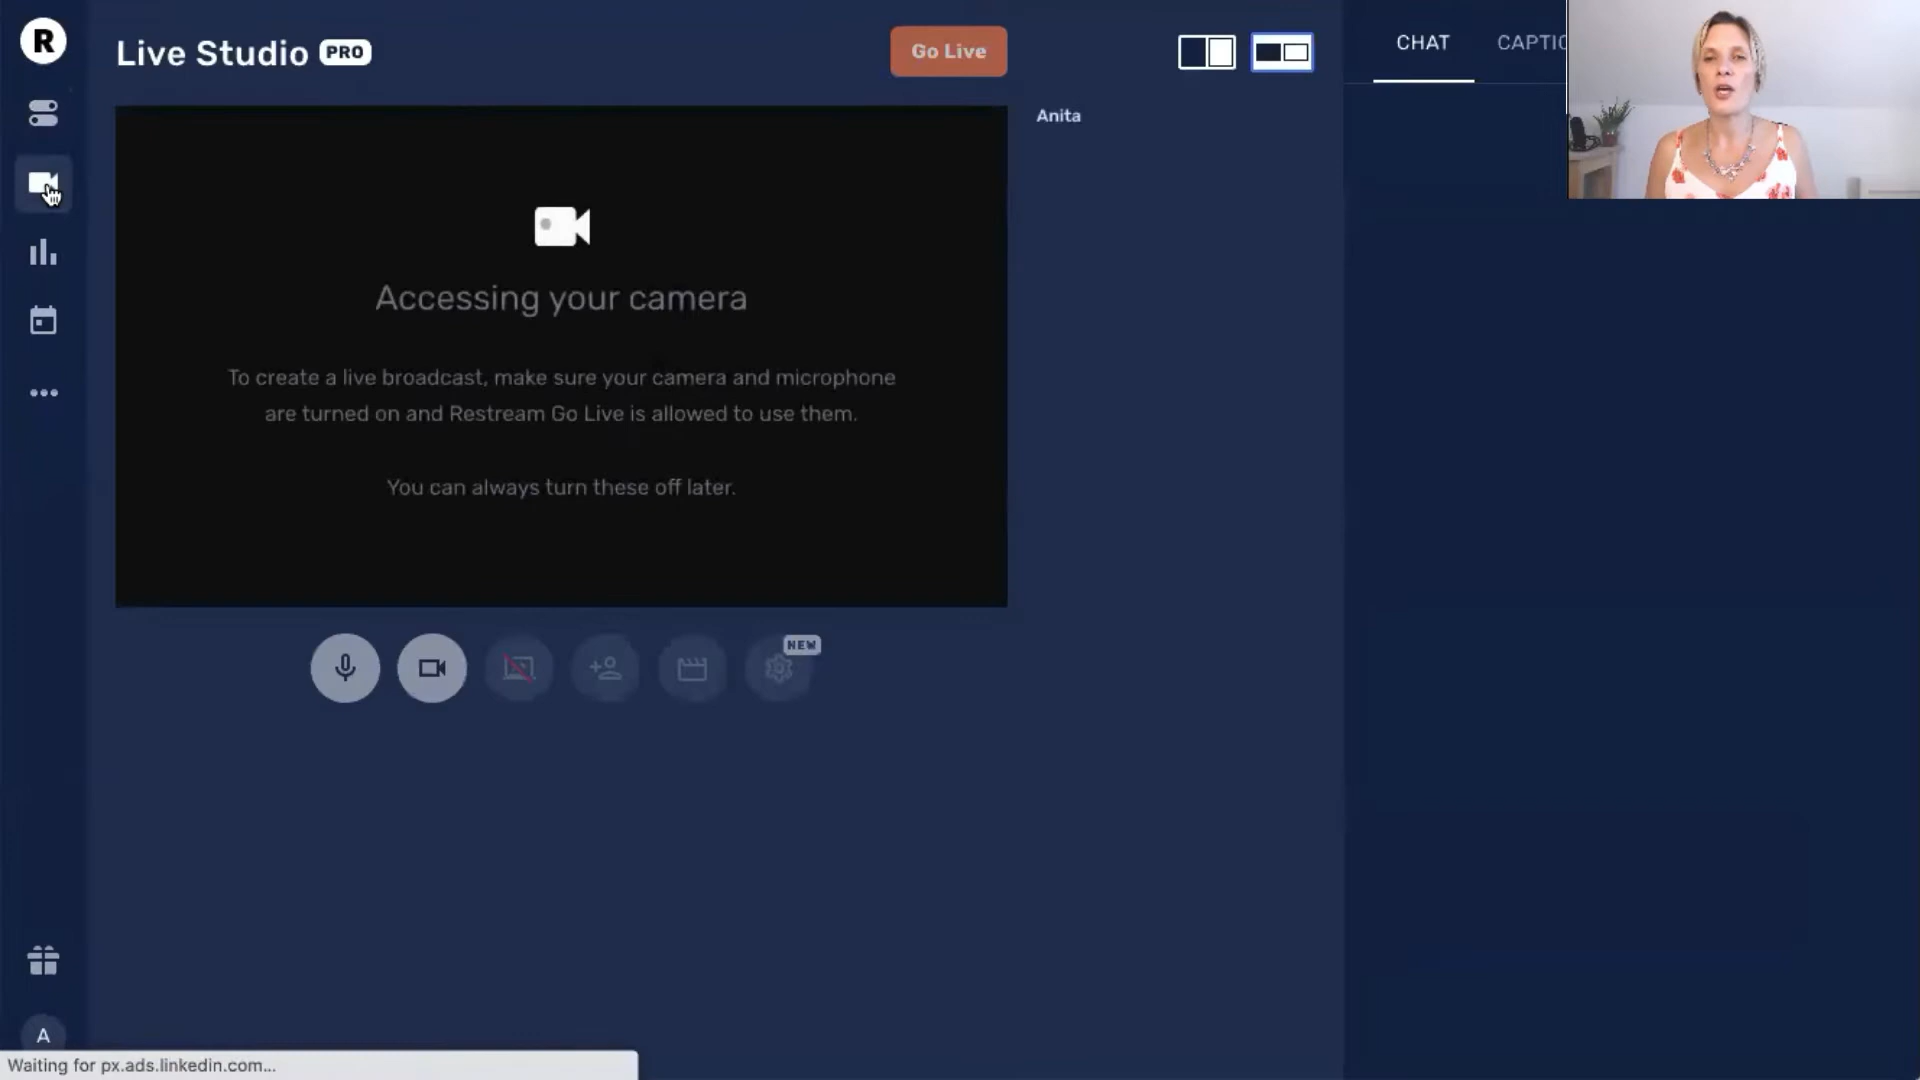 R
Live Studio PRO
Go Live
CHAT
CAPTIO
Anita
Accessing your camera
To create a live broadcast, make sure your camera and microphone
are turned on and Restream Go Live is allowed to use them.
You can always turn these off later.
NEW
A
Waiting for px.ads.linkedin.com...